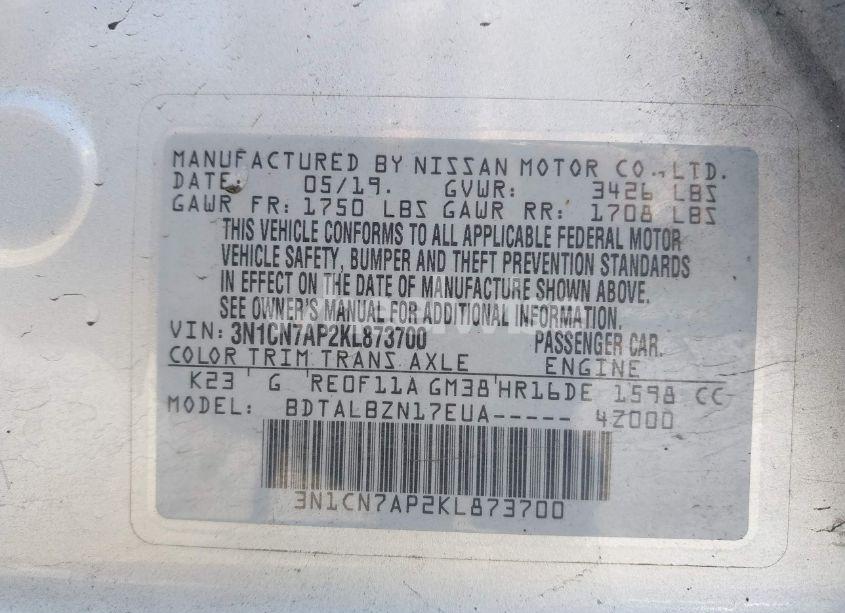 MANUFACTURED BY NISSAN MOTOR CO.,LTD.
DATE: 05/19. GVWR: 3426 LBS
GAWR FR: 1750 LBS GAWR RR: 1708 LBS
THIS VEHICLE CONFORMS TO ALL APPLICABLE FEDERAL MOTOR
VEHICLE SAFETY, BUMPER AND THEFT PREVENTION STANDARDS
IN EFFECT ON THE DATE OF MANUFACTURE SHOWN ABOVE.
SEE OWNER'S MANUAL FOR ADDITIONAL INFORMATION.
VIN: 3N1CN7AP2KL873700 PASSENGER CAR.
COLOR TRIM TRANS AXLE ENGINE
K23 G RE0F11A GM38 HR16DE 1598 CC
MODEL: BDTALBZN17EUA----- 4Z000
3N1CN7AP2KL873700